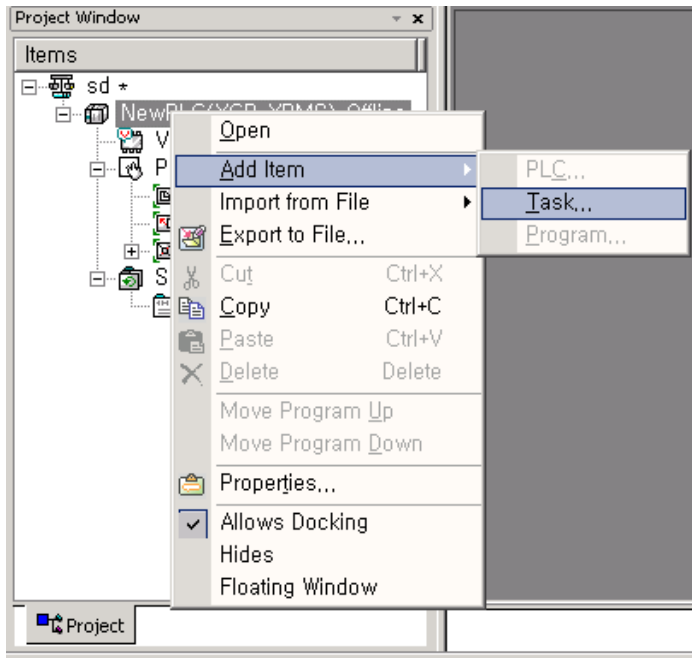 Project Window
Items
sd *
NewPLC(XGB-XBMS)-Offline
V
P
S
Open
Add Item
Import from File
Export to File...
Cut Ctrl+X
Copy Ctrl+C
Paste Ctrl+V
Delete Delete
Move Program Up
Move Program Down
Properties...
Allows Docking
Hides
Floating Window
PLC...
Task...
Program...
Project